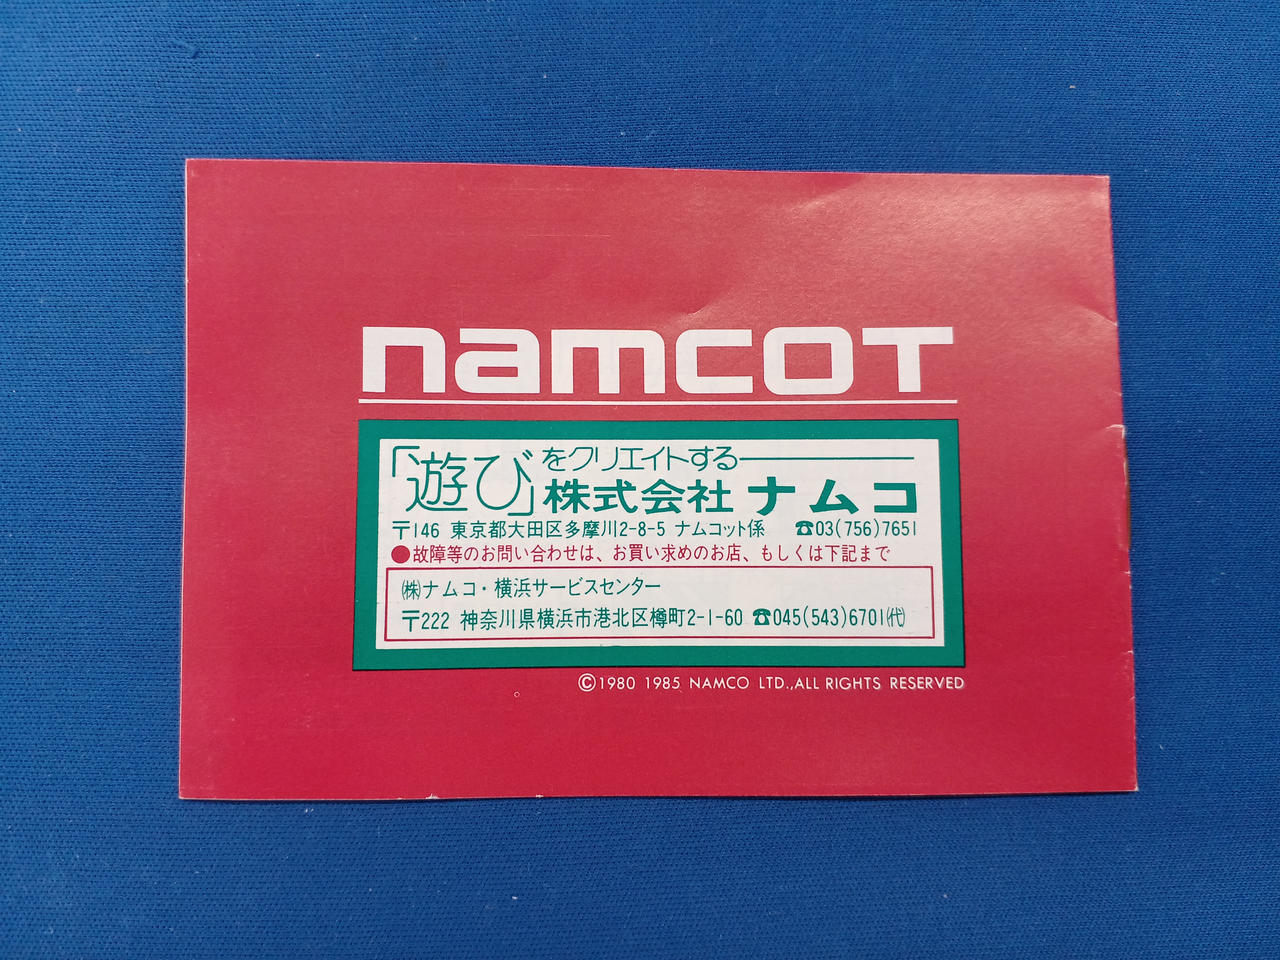 namcoT
「遊び」をクリエイトする
株式会社ナムコ
〒146 東京都大田区多摩川2-8-5 ナムコット係 ☎03(756)7651
●故障等のお問い合わせは、お買い求めのお店、もしくは下記まで
㈱ナムコ・横浜サービスセンター
〒222 神奈川県横浜市港北区樽町2-1-60 ☎045(543)6701㈹
©1980 1985 NAMCO LTD.,ALL RIGHTS RESERVED